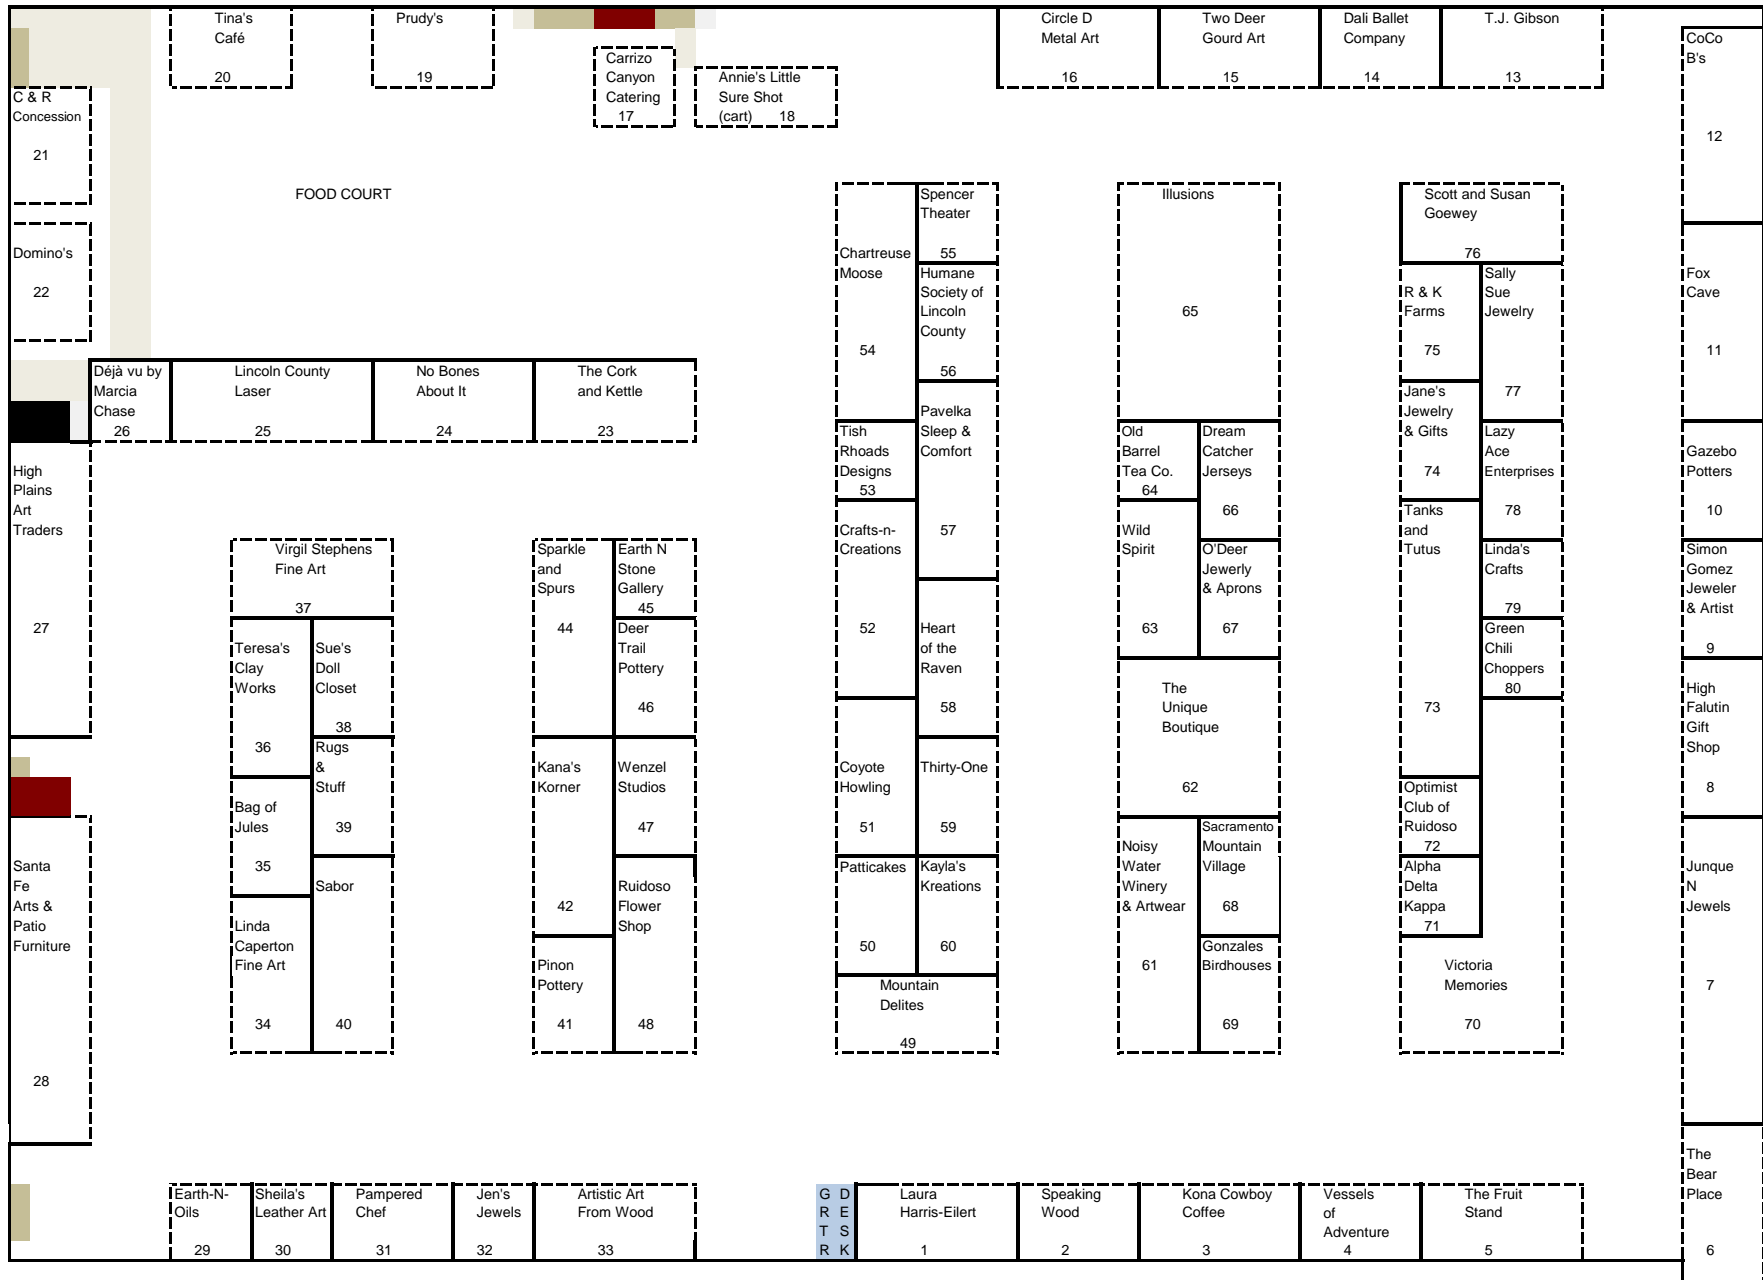 Tina's
Café
20
Prudy's
19
Carrizo
Canyon
Catering
17
Annie's Little
Sure Shot
(cart) 18
Circle D
Metal Art
16
Two Deer
Gourd Art
15
Dali Ballet
Company
14
T.J. Gibson
13
CoCo
B's
12
C & R
Concession
21
FOOD COURT
Domino's
22
Déjà vu by
Marcia
Chase
26
Lincoln County
Laser
25
No Bones
About It
24
The Cork
and Kettle
23
High
Plains
Art
Traders
27
Santa
Fe
Arts &
Patio
Furniture
28
Virgil Stephens
Fine Art
37
Teresa's
Clay
Works
36
Sue's
Doll
Closet
38
Rugs
&
Stuff
39
Bag of
Jules
35
Sabor
40
Linda
Caperton
Fine Art
34
Sparkle
and
Spurs
44
Earth N
Stone
Gallery
45
Deer
Trail
Pottery
46
Kana's
Korner
42
Wenzel
Studios
47
Ruidoso
Flower
Shop
48
Pinon
Pottery
41
Chartreuse
Moose
54
Spencer
Theater
55
Humane
Society of
Lincoln
County
56
Pavelka
Sleep &
Comfort
57
Tish
Rhoads
Designs
53
Crafts-n-
Creations
52
Heart
of the
Raven
58
Coyote
Howling
51
Thirty-One
59
Patticakes
50
Kayla's
Kreations
60
Mountain
Delites
49
Illusions
65
Old
Barrel
Tea Co.
64
Dream
Catcher
Jerseys
66
Wild
Spirit
63
O'Deer
Jewerly
& Aprons
67
The
Unique
Boutique
62
Noisy
Water
Winery
& Artwear
61
Sacramento
Mountain
Village
68
Gonzales
Birdhouses
69
Scott and Susan
Goewey
76
R & K
Farms
75
Sally
Sue
Jewelry
77
Jane's
Jewelry
& Gifts
74
Lazy
Ace
Enterprises
78
Tanks
and
Tutus
73
Linda's
Crafts
79
Green
Chili
Choppers
80
Optimist
Club of
Ruidoso
72
Alpha
Delta
Kappa
71
Victoria
Memories
70
Fox
Cave
11
Gazebo
Potters
10
Simon
Gomez
Jeweler
& Artist
9
High
Falutin
Gift
Shop
8
Junque
N
Jewels
7
The
Bear
Place
6
Earth-N-
Oils
29
Sheila's
Leather Art
30
Pampered
Chef
31
Jen's
Jewels
32
Artistic Art
From Wood
33
G D
R E
T S
R K
Laura
Harris-Eilert
1
Speaking
Wood
2
Kona Cowboy
Coffee
3
Vessels
of
Adventure
4
The Fruit
Stand
5